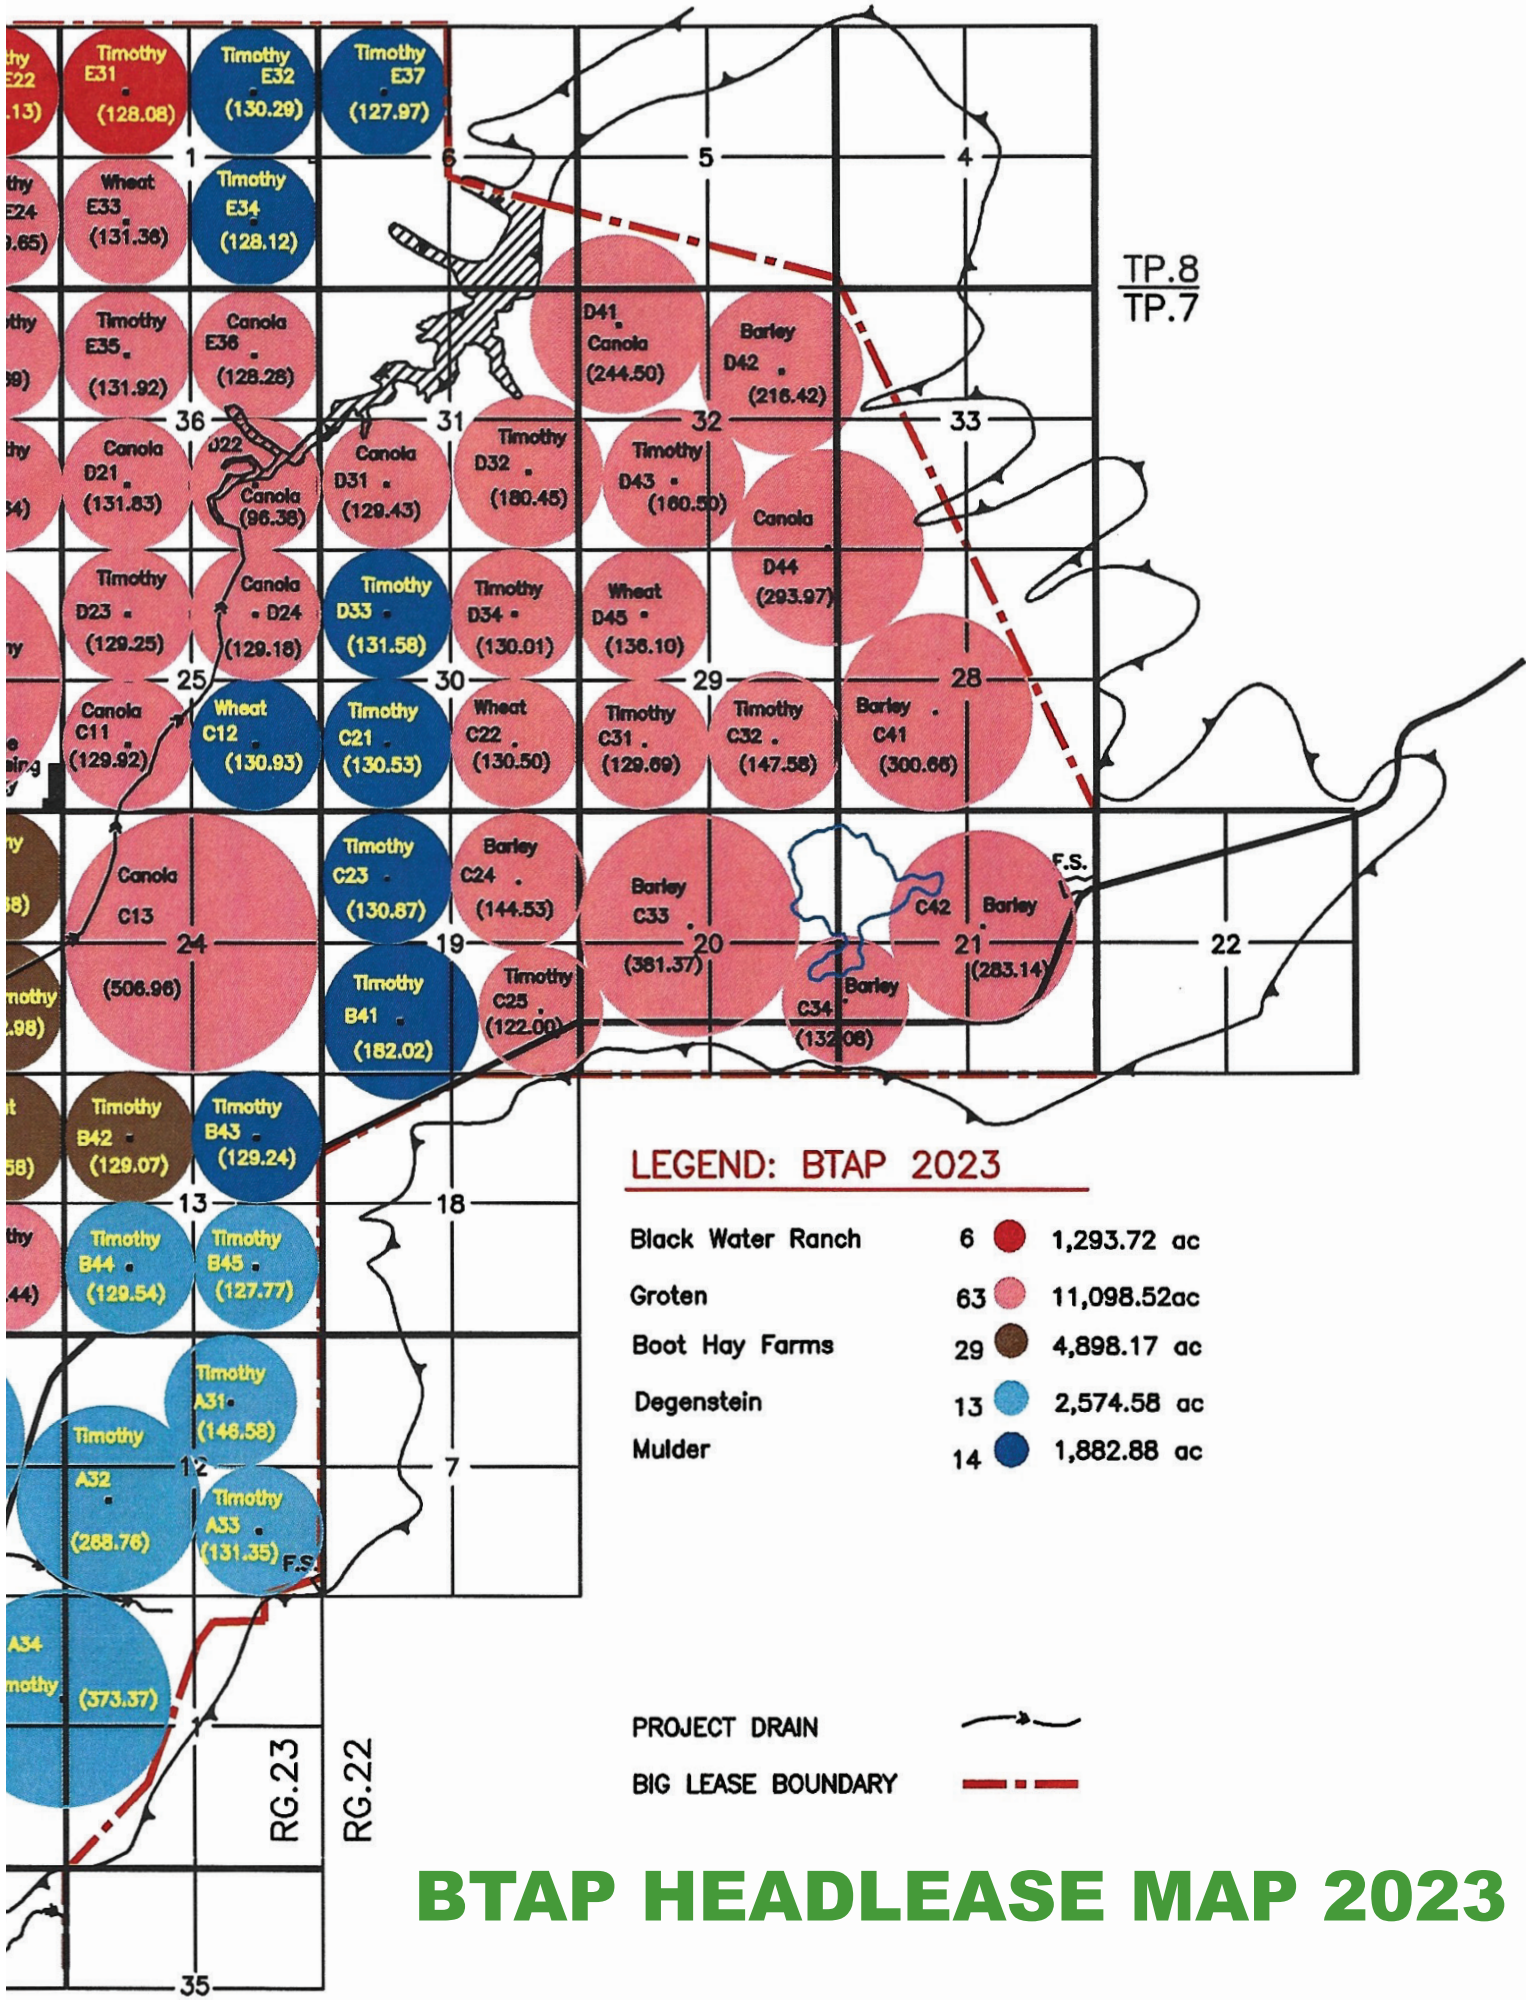 Timothy
E31
(128.08)
Timothy
E32
(130.29)
Timothy
E37
(127.97)
E22
.13)
1
6
5
4
Wheat
E33
(131.36)
Timothy
E34
(128.12)
thy
E24
.65)
TP.8
TP.7
Timothy
E35
(131.92)
Canola
E36
(128.28)
D41
Canola
(244.50)
Barley
D42
(216.42)
36
31
32
33
Canola
D21
(131.83)
D22
Canola
(96.38)
Canola
D31
(129.43)
Timothy
D32
(180.45)
Timothy
D43
(160.50)
Canola
D44
(293.97)
Timothy
D23
(129.25)
Canola
D24
(129.18)
Timothy
D33
(131.58)
Timothy
D34
(130.01)
Wheat
D45
(136.10)
25
30
29
28
Canola
C11
(129.92)
Wheat
C12
(130.93)
Timothy
C21
(130.53)
Wheat
C22
(130.50)
Timothy
C31
(129.69)
Timothy
C32
(147.58)
Barley
C41
(300.66)
Canola
C13
(506.96)
Timothy
C23
(130.87)
Barley
C24
(144.53)
Barley
C33
(381.37)
C42
Barley
(283.14)
F.S.
24
19
20
21
22
Timothy
B41
(182.02)
Timothy
C25
(122.00)
Barley
C34
(132.08)
mothy
.98)
Timothy
B42
(129.07)
Timothy
B43
(129.24)
13
18
Timothy
B44
(129.54)
Timothy
B45
(127.77)
thy
.44)
LEGEND: BTAP 2023
Black Water Ranch 6 1,293.72 ac
Groten 63 11,098.52ac
Boot Hay Farms 29 4,898.17 ac
Degenstein 13 2,574.58 ac
Mulder 14 1,882.88 ac
Timothy
A31
(146.58)
Timothy
A32
(268.76)
12
7
Timothy
A33
(131.35)
F.S.
A34
mothy
(373.37)
1
RG.23
RG.22
PROJECT DRAIN
BIG LEASE BOUNDARY
BTAP HEADLEASE MAP 2023
35